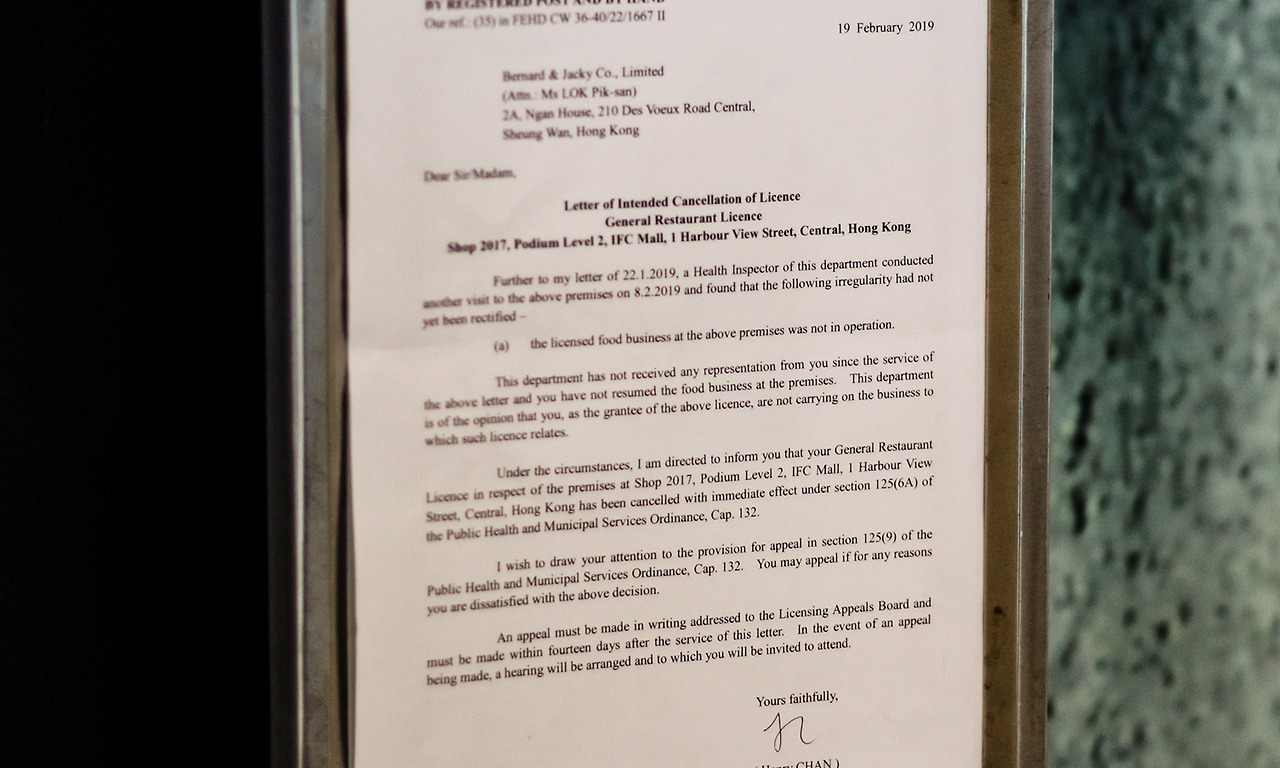 BY REGISTERED POST AND BY HAND
Our ref.: (35) in FEHD CW 36-40/22/1667 II
19 February 2019
Bernard & Jacky Co., Limited
(Attn.: Ms LOK Pik-san)
2A, Ngan House, 210 Des Voeux Road Central,
Sheung Wan, Hong Kong
Dear Sir/Madam,
Letter of Intended Cancellation of Licence
General Restaurant Licence
Shop 2017, Podium Level 2, IFC Mall, 1 Harbour View Street, Central, Hong Kong
Further to my letter of 22.1.2019, a Health Inspector of this department conducted
another visit to the above premises on 8.2.2019 and found that the following irregularity had not
yet been rectified –
(a) the licensed food business at the above premises was not in operation.
This department has not received any representation from you since the service of
the above letter and you have not resumed the food business at the premises. This department
is of the opinion that you, as the grantee of the above licence, are not carrying on the business to
which such licence relates.
Under the circumstances, I am directed to inform you that your General Restaurant
Licence in respect of the premises at Shop 2017, Podium Level 2, IFC Mall, 1 Harbour View
Street, Central, Hong Kong has been cancelled with immediate effect under section 125(6A) of
the Public Health and Municipal Services Ordinance, Cap. 132.
I wish to draw your attention to the provision for appeal in section 125(9) of the
Public Health and Municipal Services Ordinance, Cap. 132. You may appeal if for any reasons
you are dissatisfied with the above decision.
An appeal must be made in writing addressed to the Licensing Appeals Board and
must be made within fourteen days after the service of this letter. In the event of an appeal
being made, a hearing will be arranged and to which you will be invited to attend.
Yours faithfully,
CHAN )